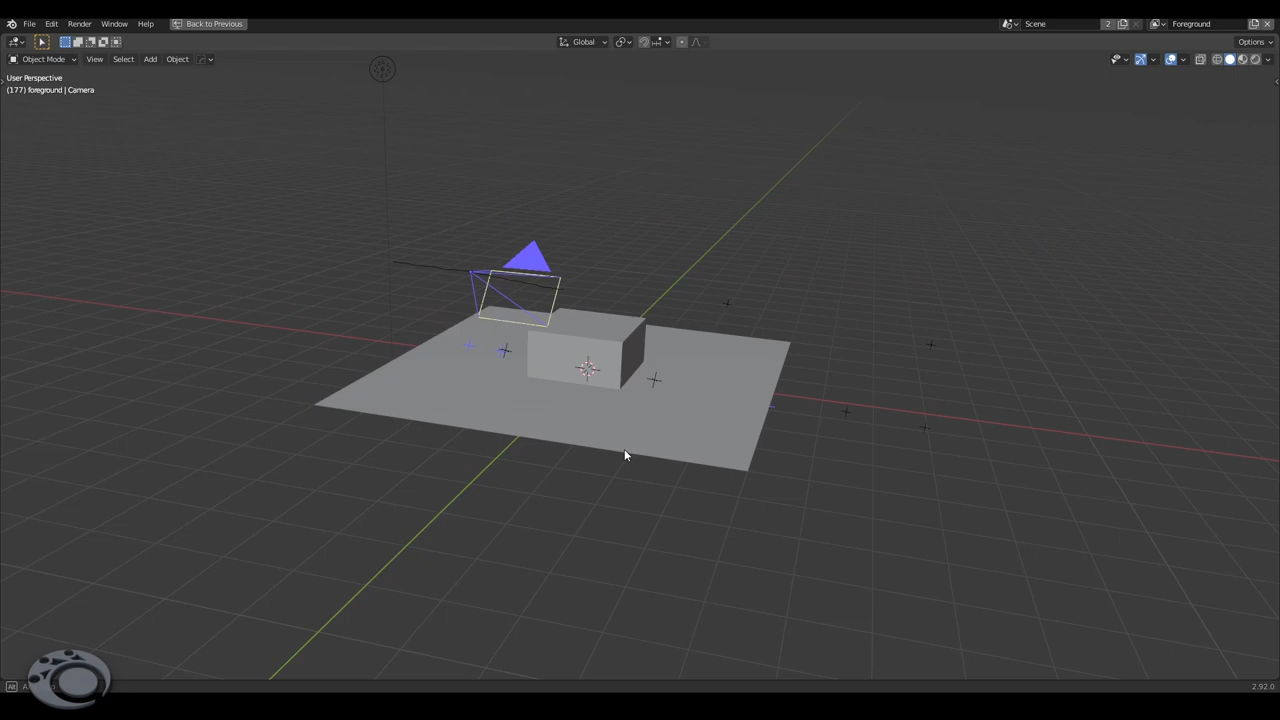 File Edit Render Window Help Back to Previous Scene 2 Foreground
Global Options
Object Mode View Select Add Object
User Perspective
(177) foreground | Camera
Alt 2.92.0